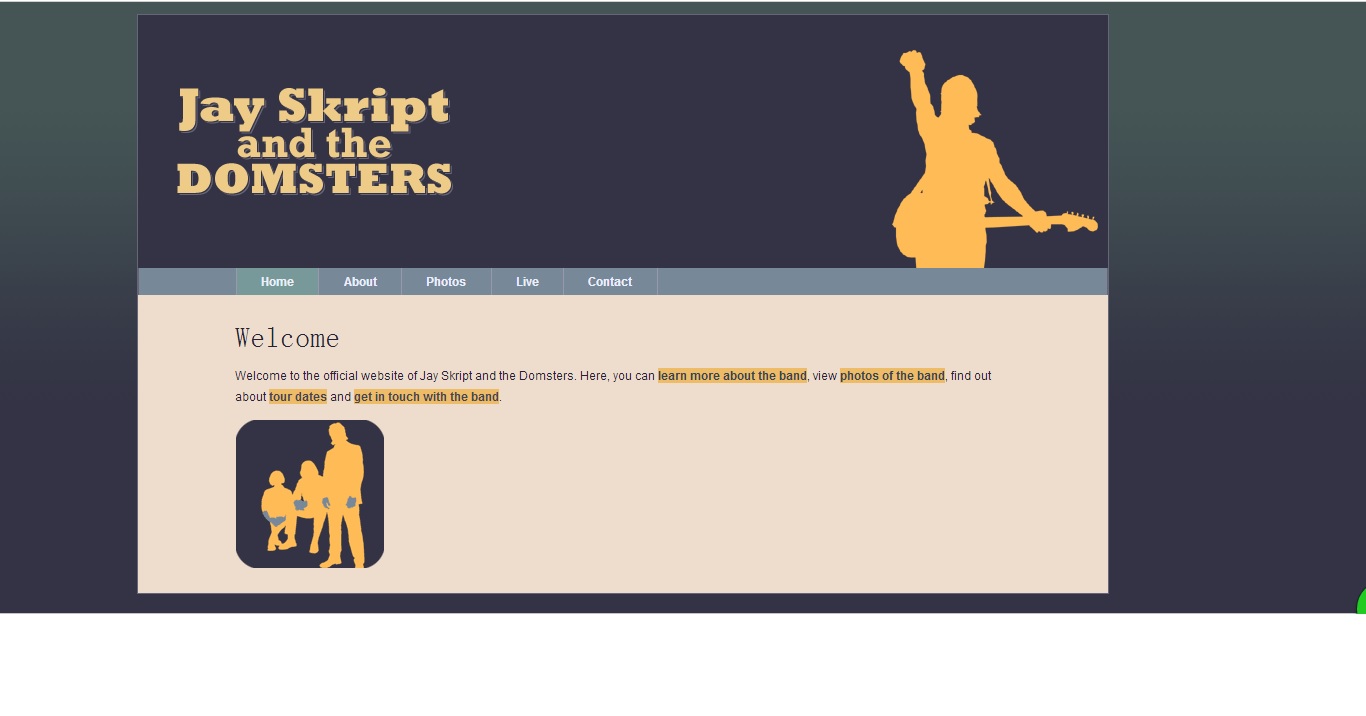 Jay Skript
and the
DOMSTERS
Home About Photos Live Contact
Welcome
Welcome to the official website of Jay Skript and the Domsters. Here, you can learn more about the band, view photos of the band, find out
about tour dates and get in touch with the band.